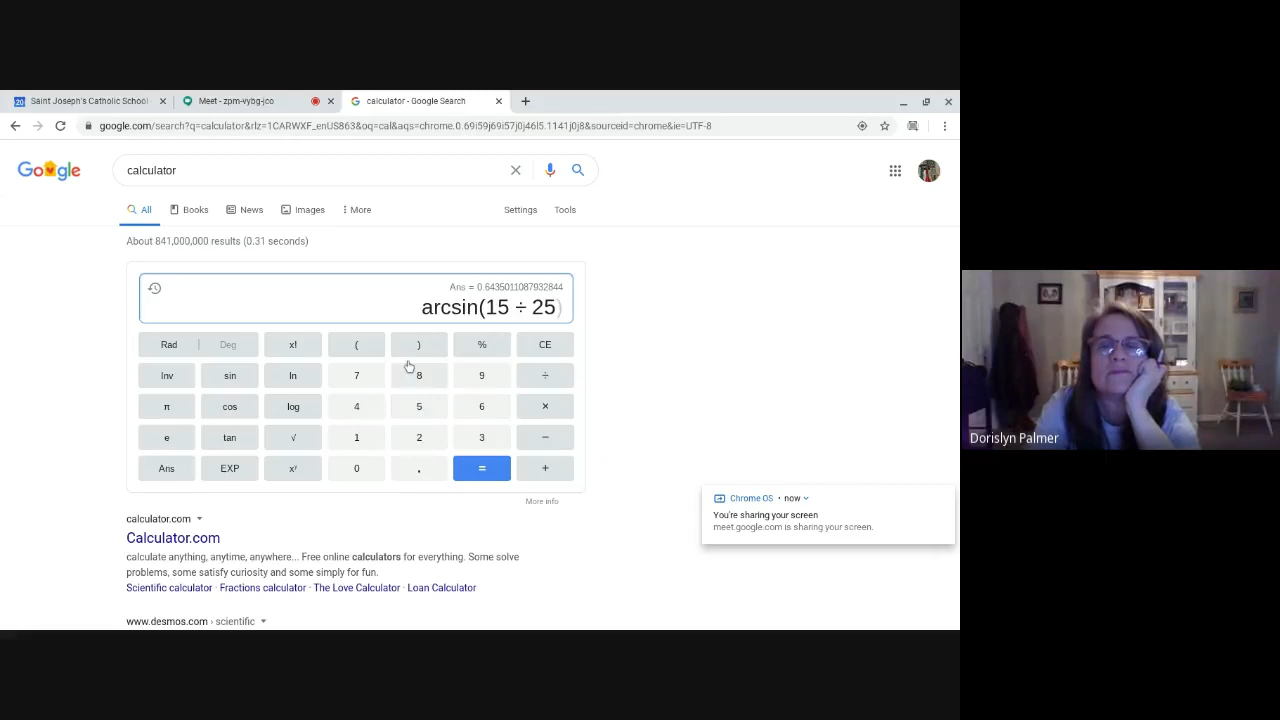 Saint Joseph's Catholic School
Meet - zpm-vybg-jco
calculator - Google Search
google.com/search?q=calculator&rlz=1CARWXF_enUS863&oq=cal&aqs=chrome.0.69i59j69i57j0j46l5.1141j0j8&sourceid=chrome&ie=UTF-8
Google
calculator
All
Books
News
Images
More
Settings
Tools
About 841,000,000 results (0.31 seconds)
Ans = 0.6435011087932844
arcsin(15 ÷ 25)
Rad | Deg x! ( ) % CE
Inv sin ln 7 8 9 ÷
π cos log 4 5 6 ×
e tan √ 1 2 3 −
Ans EXP xʸ 0 . = +
More info
calculator.com
Calculator.com
calculate anything, anytime, anywhere... Free online calculators for everything. Some solve
problems, some satisfy curiosity and some simply for fun.
Scientific calculator · Fractions calculator · The Love Calculator · Loan Calculator
www.desmos.com › scientific
Chrome OS • now
You're sharing your screen
meet.google.com is sharing your screen.
Dorislyn Palmer